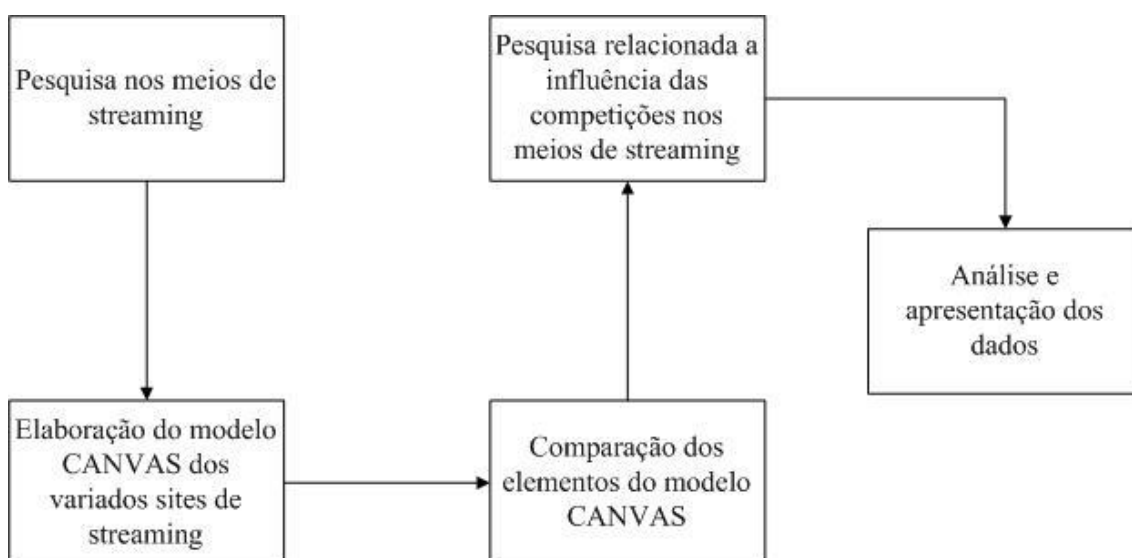 Pesquisa nos meios de
streaming
Elaboração do modelo
CANVAS dos
variados sites de
streaming
Comparação dos
elementos do modelo
CANVAS
Pesquisa relacionada a
influência das
competições nos
meios de streaming
Análise e
apresentação dos
dados